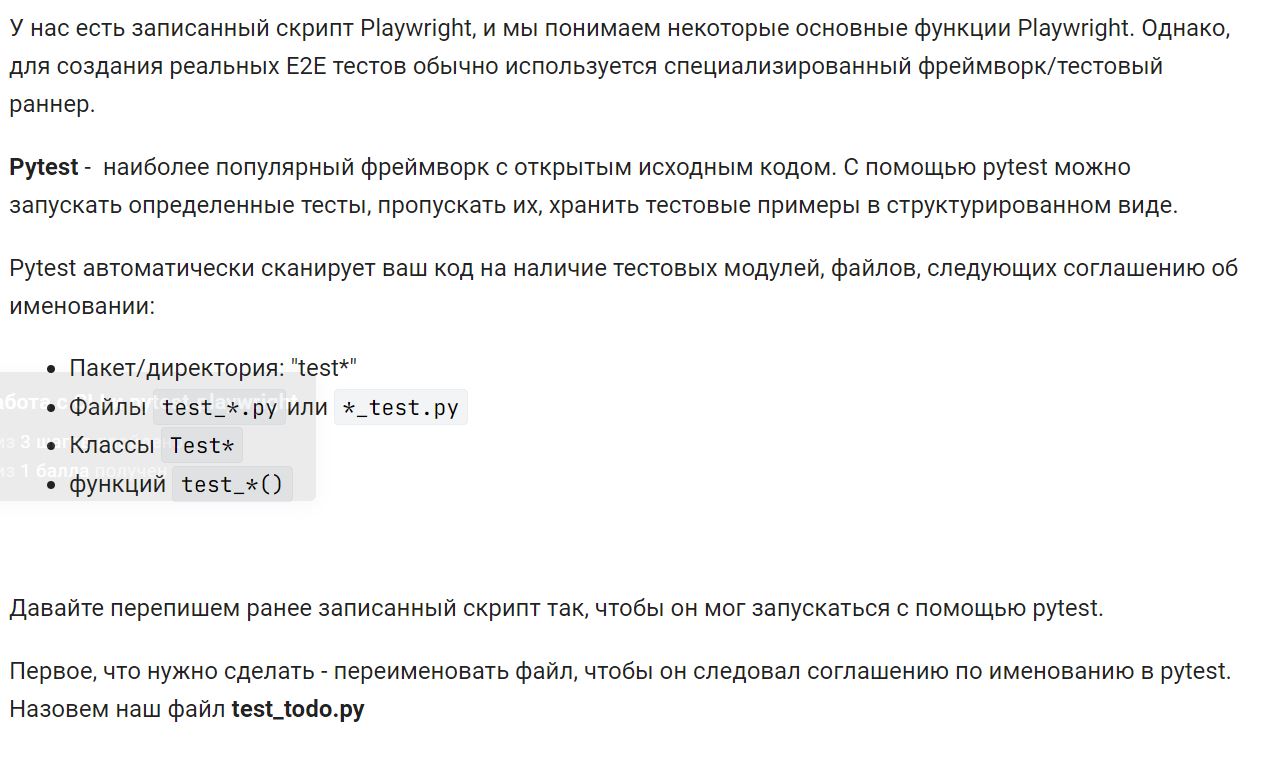 У нас есть записанный скрипт Playwright, и мы понимаем некоторые основные функции Playwright. Однако,
для создания реальных E2E тестов обычно используется специализированный фреймворк/тестовый
раннер.
Pytest - наиболее популярный фреймворк с открытым исходным кодом. С помощью pytest можно
запускать определенные тесты, пропускать их, хранить тестовые примеры в структурированном виде.
Pytest автоматически сканирует ваш код на наличие тестовых модулей, файлов, следующих соглашению об
именовании:
• Пакет/директория: "test*"
• Файлы test_*.py или *_test.py
• Классы Test*
из 1 балла получен
• функций test_*()
Давайте перепишем ранее записанный скрипт так, чтобы он мог запускаться с помощью pytest.
Первое, что нужно сделать - переименовать файл, чтобы он следовал соглашению по именованию в pytest.
Назовем наш файл test_todo.py